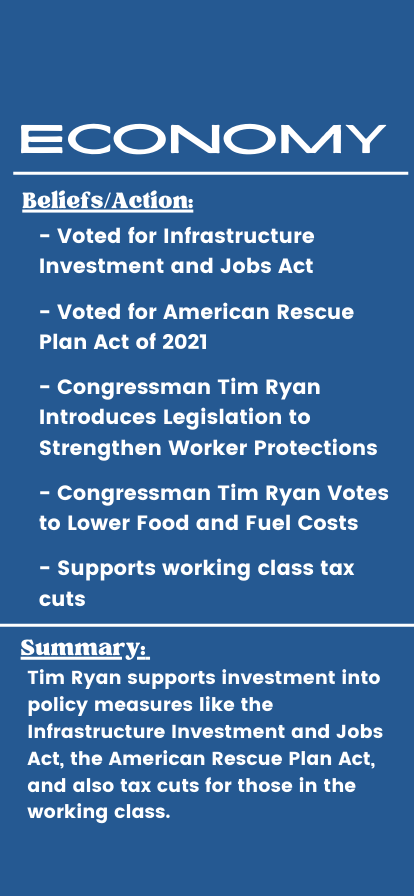 ECONOMY
Beliefs/Action:
- Voted for Infrastructure
Investment and Jobs Act
- Voted for American Rescue
Plan Act of 2021
- Congressman Tim Ryan
Introduces Legislation to
Strengthen Worker Protections
- Congressman Tim Ryan Votes
to Lower Food and Fuel Costs
- Supports working class tax
cuts
Summary:
Tim Ryan supports investment into
policy measures like the
Infrastructure Investment and Jobs
Act, the American Rescue Plan Act,
and also tax cuts for those in the
working class.